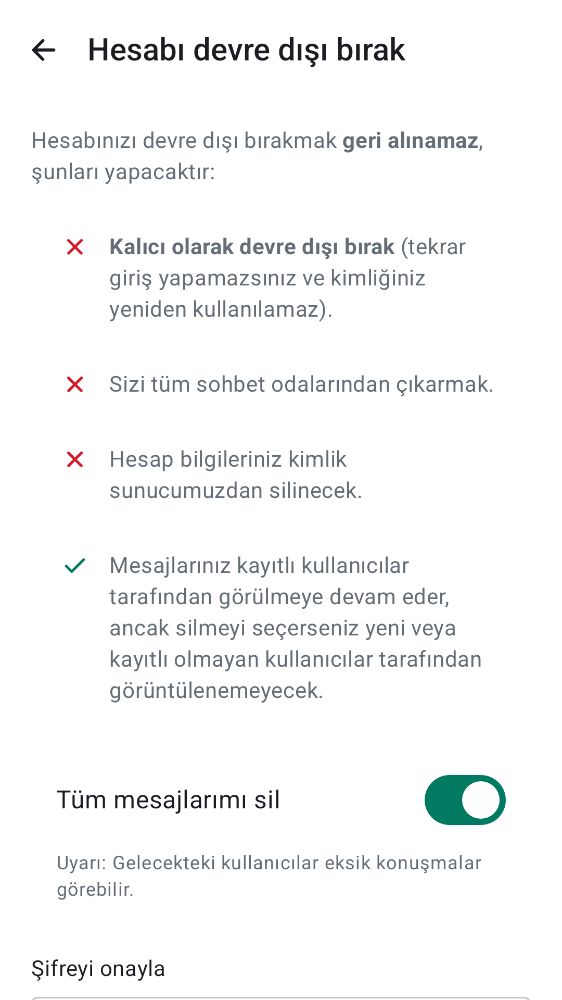 Hesabı devre dışı bırak
Hesabınızı devre dışı bırakmak geri alınamaz,
şunları yapacaktır:
Kalıcı olarak devre dışı bırak (tekrar
giriş yapamazsınız ve kimliğiniz
yeniden kullanılamaz).
Sizi tüm sohbet odalarından çıkarmak.
Hesap bilgileriniz kimlik
sunucumuzdan silinecek.
Mesajlarınız kayıtlı kullanıcılar
tarafından görülmeye devam eder,
ancak silmeyi seçerseniz yeni veya
kayıtlı olmayan kullanıcılar tarafından
görüntülenemeyecek.
Tüm mesajlarımı sil
Uyarı: Gelecekteki kullanıcılar eksik konuşmalar
görebilir.
Şifreyi onayla